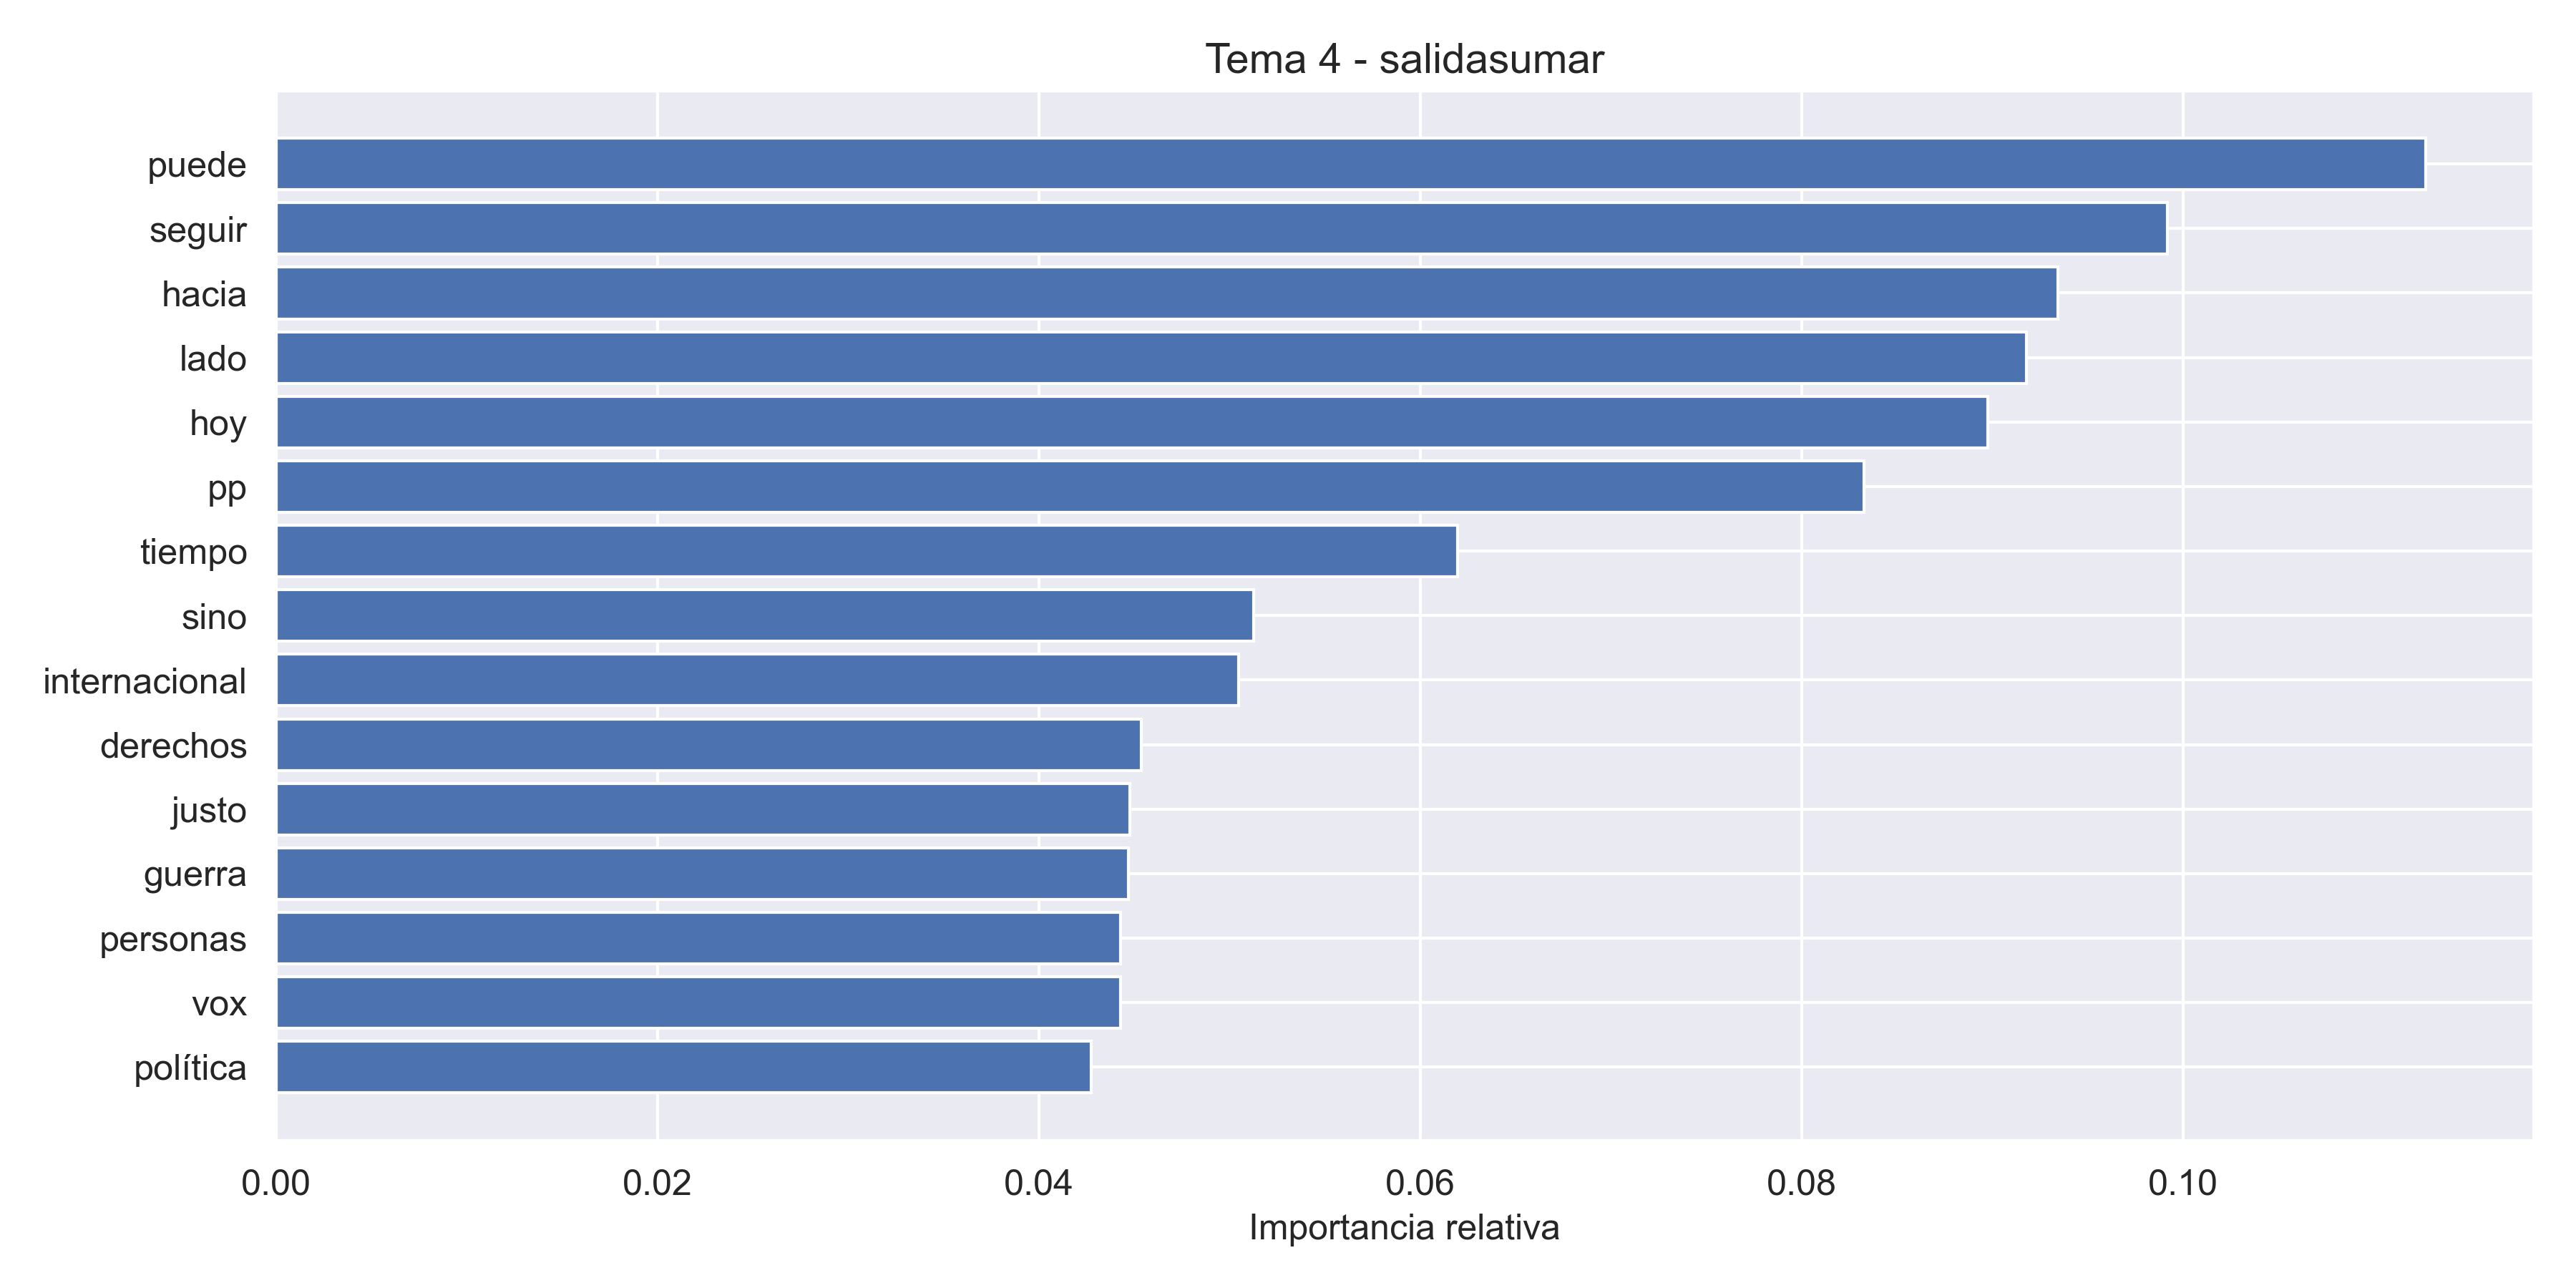 Tema 4 - salidasumar
puede
seguir
hacia
lado
hoy
pp
tiempo
sino
internacional
derechos
justo
guerra
personas
vox
política
0.00 0.02 0.04 0.06 0.08 0.10
Importancia relativa